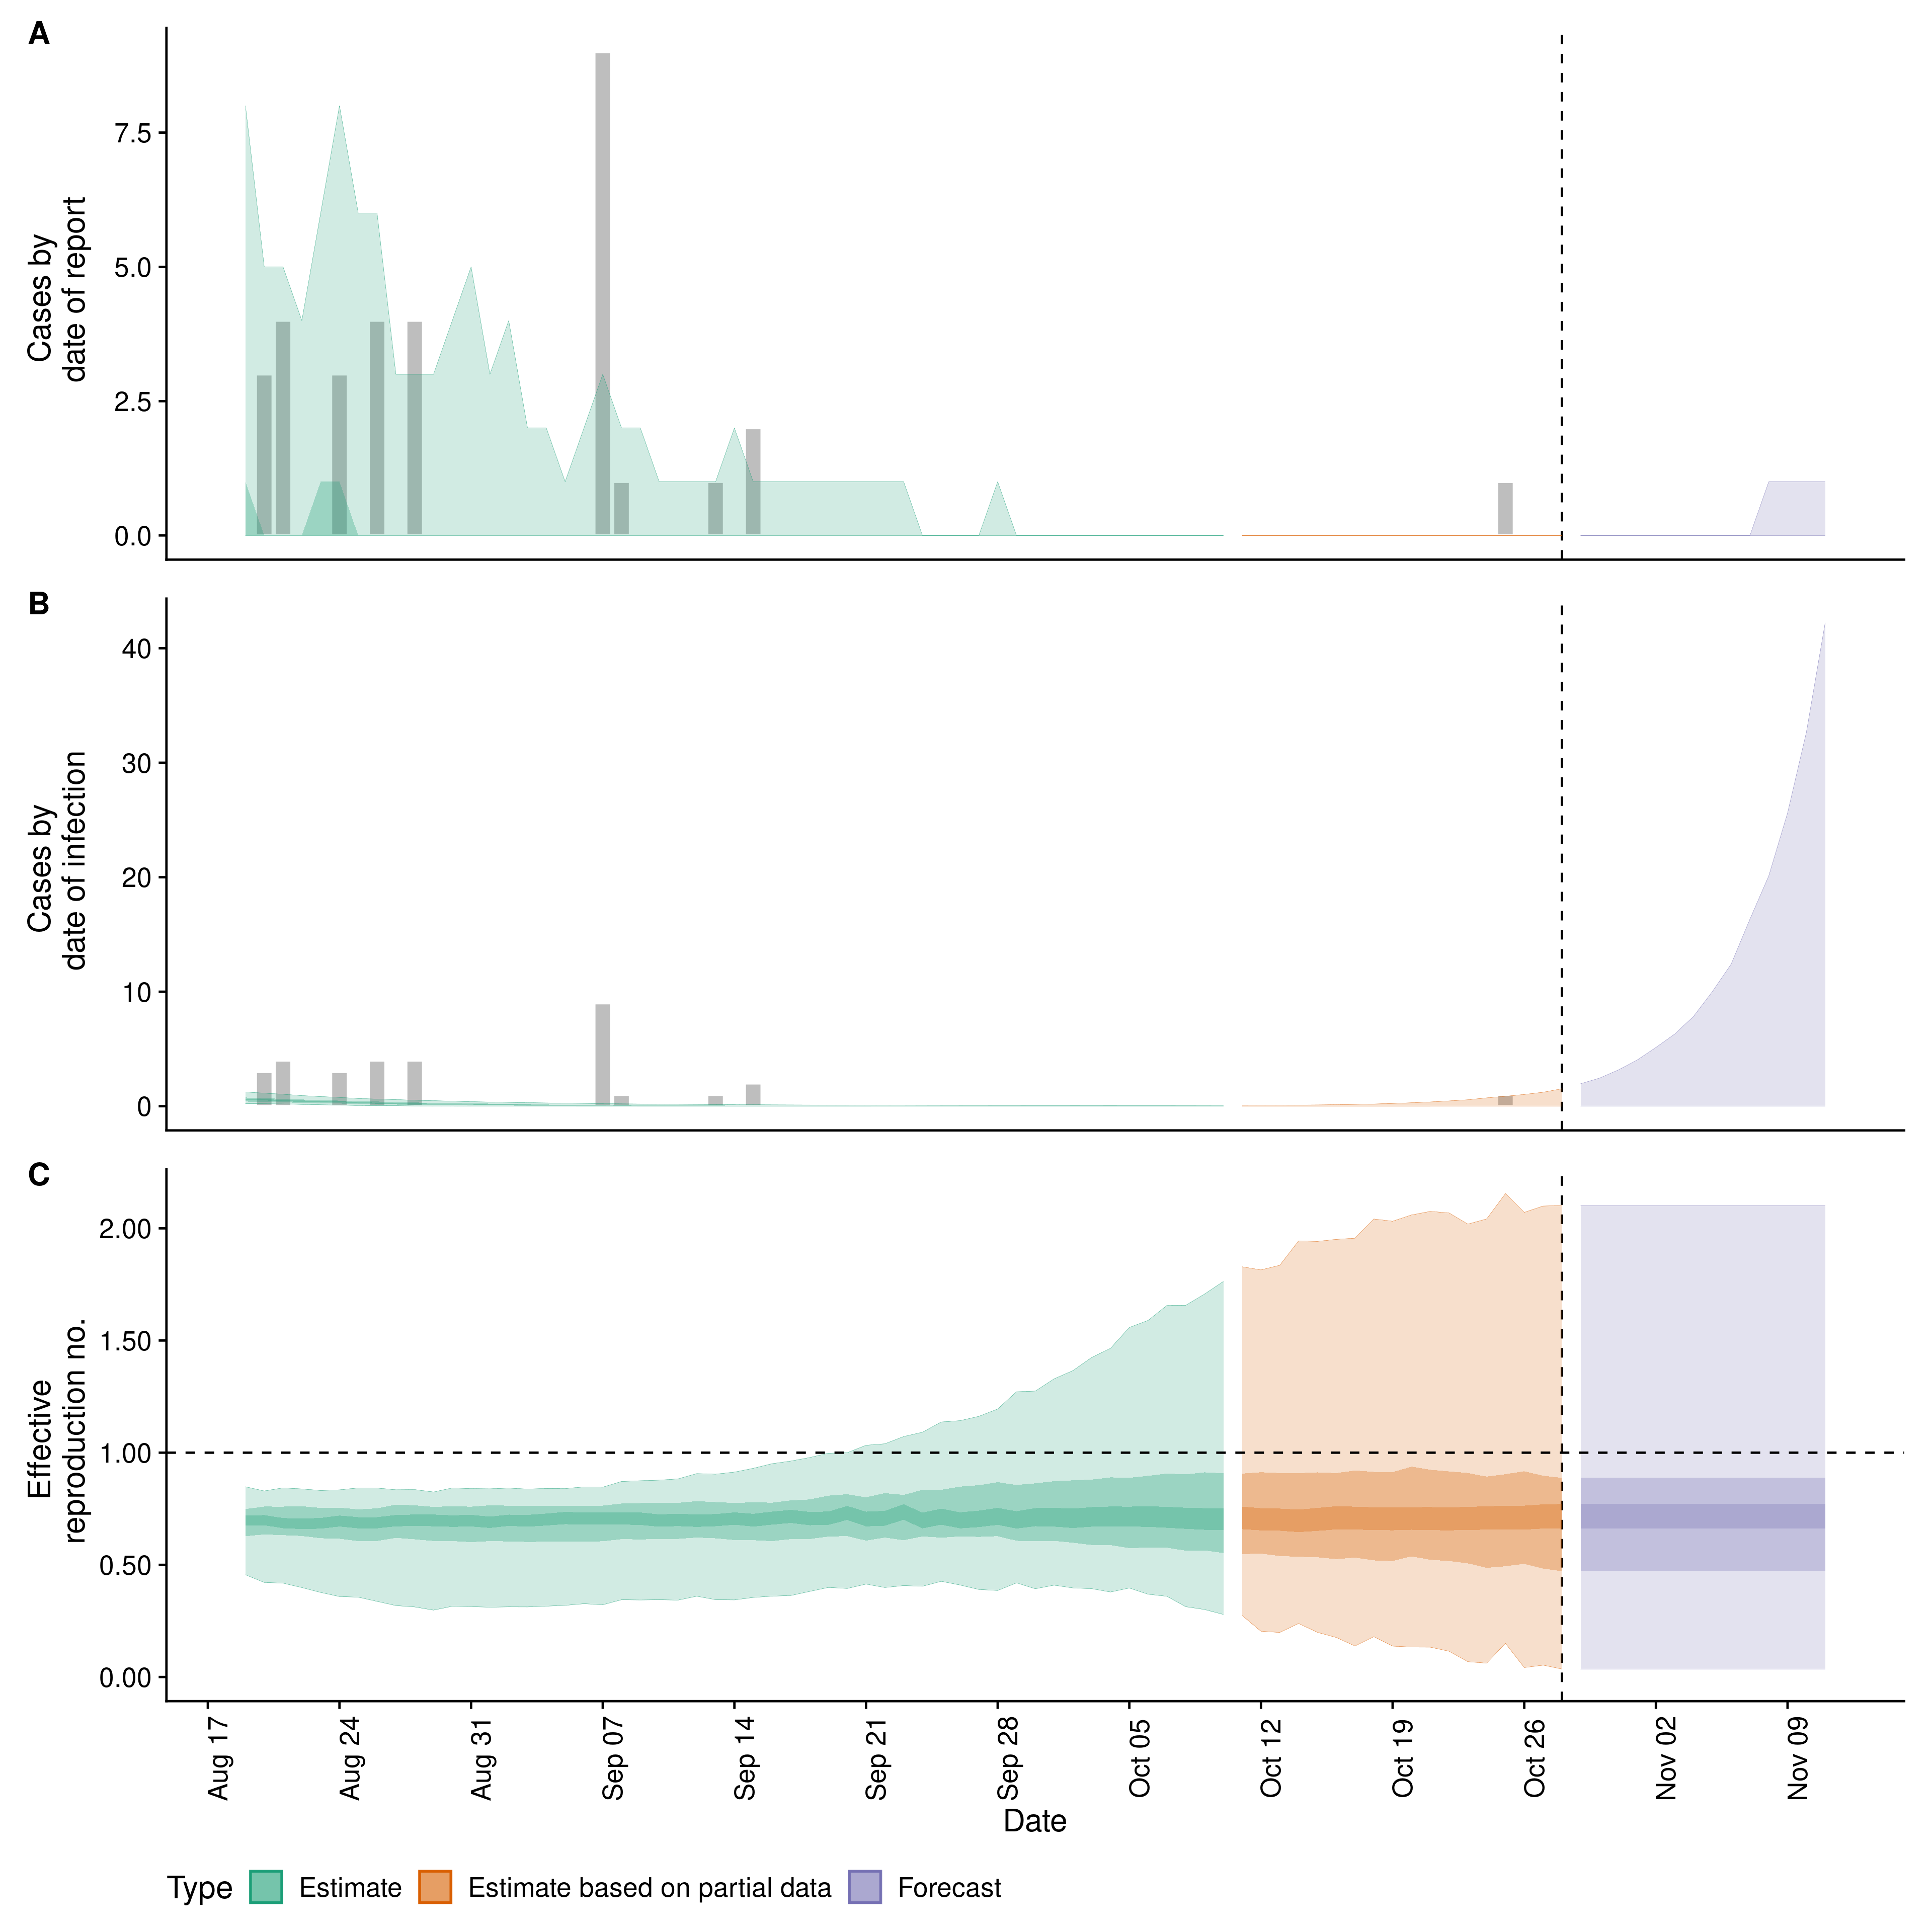 A
Cases by
date of report
7.5
5.0
2.5
0.0
B
Cases by
date of infection
40
30
20
10
0
C
Effective
reproduction no.
2.00
1.50
1.00
0.50
0.00
Aug 17
Aug 24
Aug 31
Sep 07
Sep 14
Sep 21
Sep 28
Oct 05
Oct 12
Oct 19
Oct 26
Nov 02
Nov 09
Date
Type Estimate Estimate based on partial data Forecast